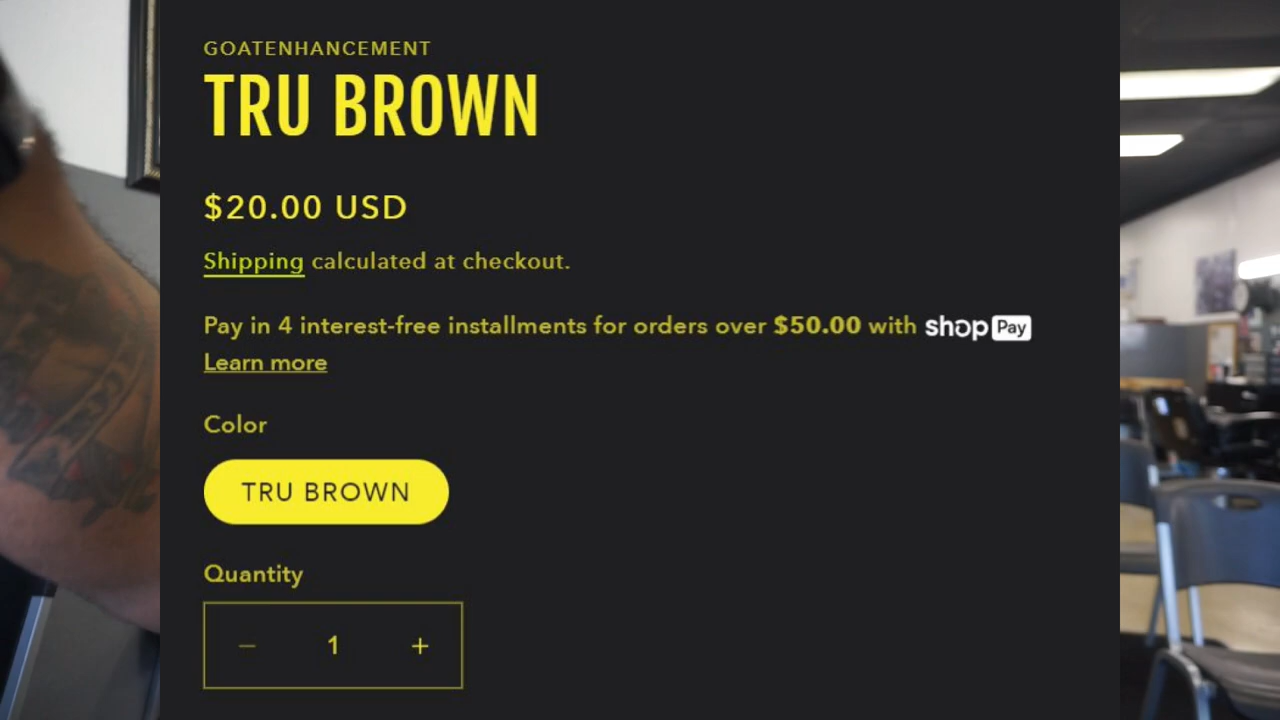 GOATENHANCEMENT
TRU BROWN
$20.00 USD
Shipping calculated at checkout.
Pay in 4 interest-free installments for orders over $50.00 with shop Pay
Learn more
Color
TRU BROWN
Quantity
− 1 +